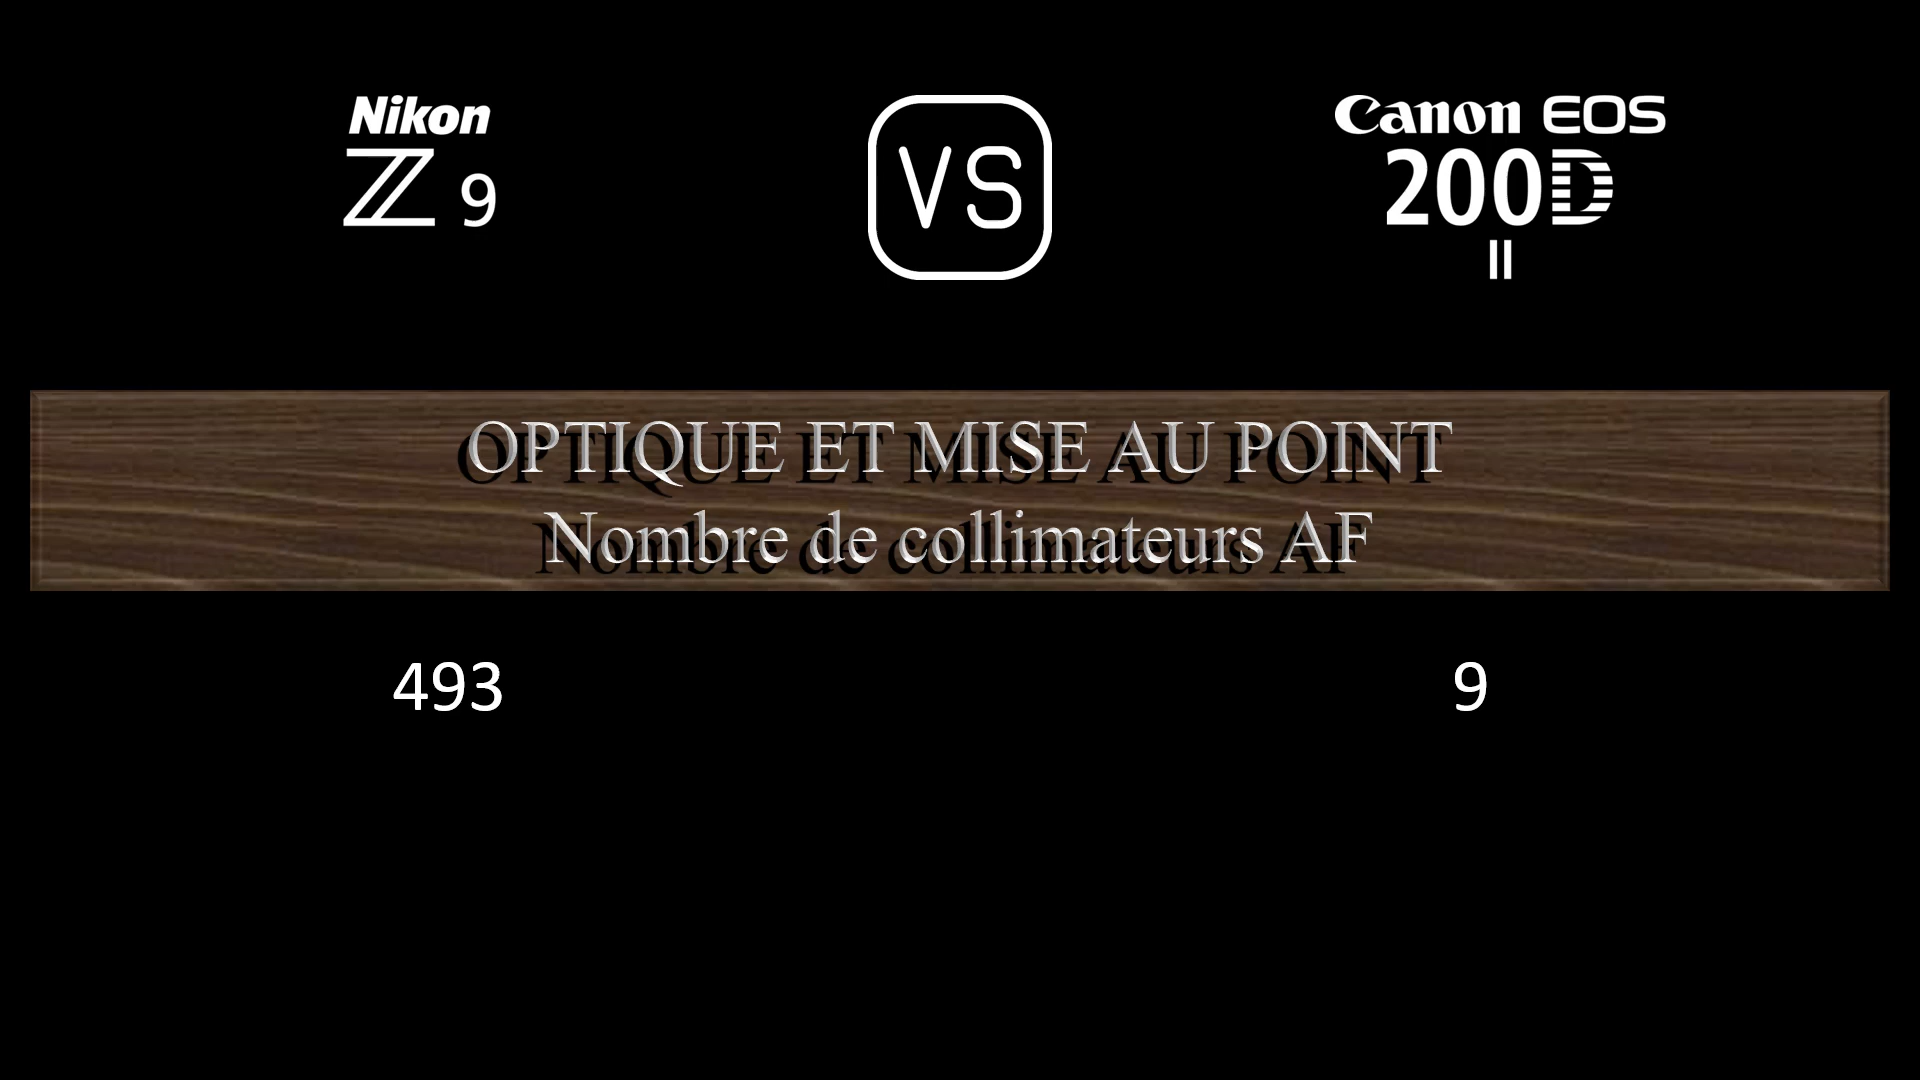 Nikon
Z 9
VS
Canon EOS
200D
II
OPTIQUE ET MISE AU POINT
Nombre de collimateurs AF
493
9